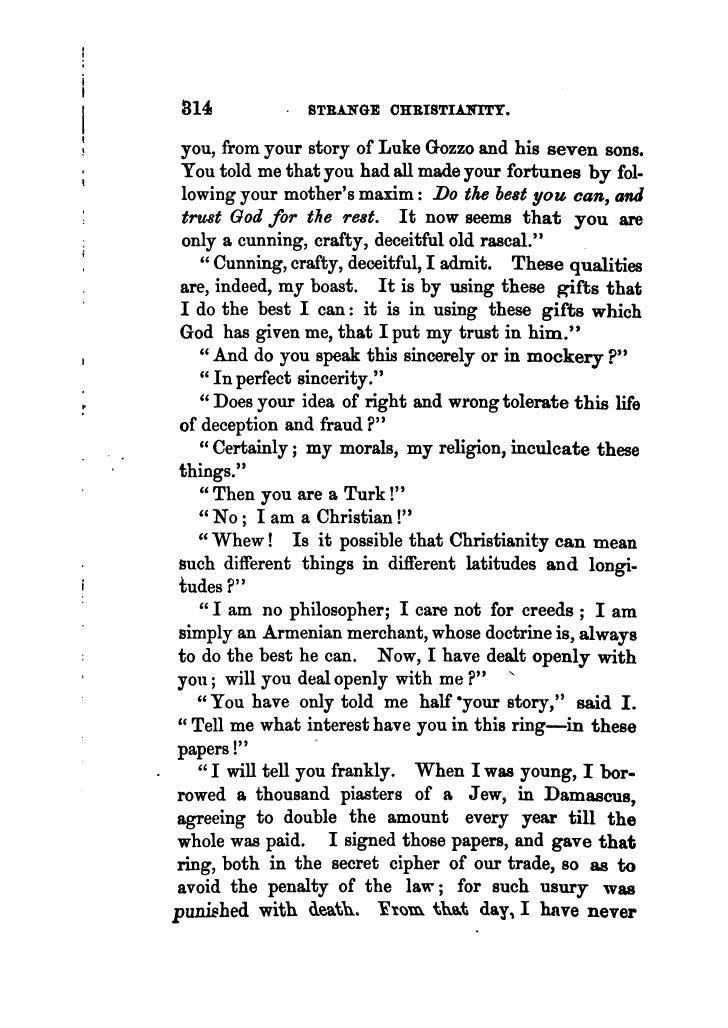 314 STRANGE CHRISTIANITY.
you, from your story of Luke Gozzo and his seven sons.
You told me that you had all made your fortunes by fol-
lowing your mother's maxim: Do the best you can, and
trust God for the rest. It now seems that you are
only a cunning, crafty, deceitful old rascal."
"Cunning, crafty, deceitful, I admit. These qualities
are, indeed, my boast. It is by using these gifts that
I do the best I can: it is in using these gifts which
God has given me, that I put my trust in him."
"And do you speak this sincerely or in mockery?"
"In perfect sincerity."
"Does your idea of right and wrong tolerate this life
of deception and fraud?"
"Certainly; my morals, my religion, inculcate these
things."
"Then you are a Turk!"
"No; I am a Christian!"
"Whew! Is it possible that Christianity can mean
such different things in different latitudes and longi-
tudes?"
"I am no philosopher; I care not for creeds; I am
simply an Armenian merchant, whose doctrine is, always
to do the best he can. Now, I have dealt openly with
you; will you deal openly with me?"
"You have only told me half your story," said I.
"Tell me what interest have you in this ring—in these
papers!"
"I will tell you frankly. When I was young, I bor-
rowed a thousand piasters of a Jew, in Damascus,
agreeing to double the amount every year till the
whole was paid. I signed those papers, and gave that
ring, both in the secret cipher of our trade, so as to
avoid the penalty of the law; for such usury was
punished with death. From that day, I have never